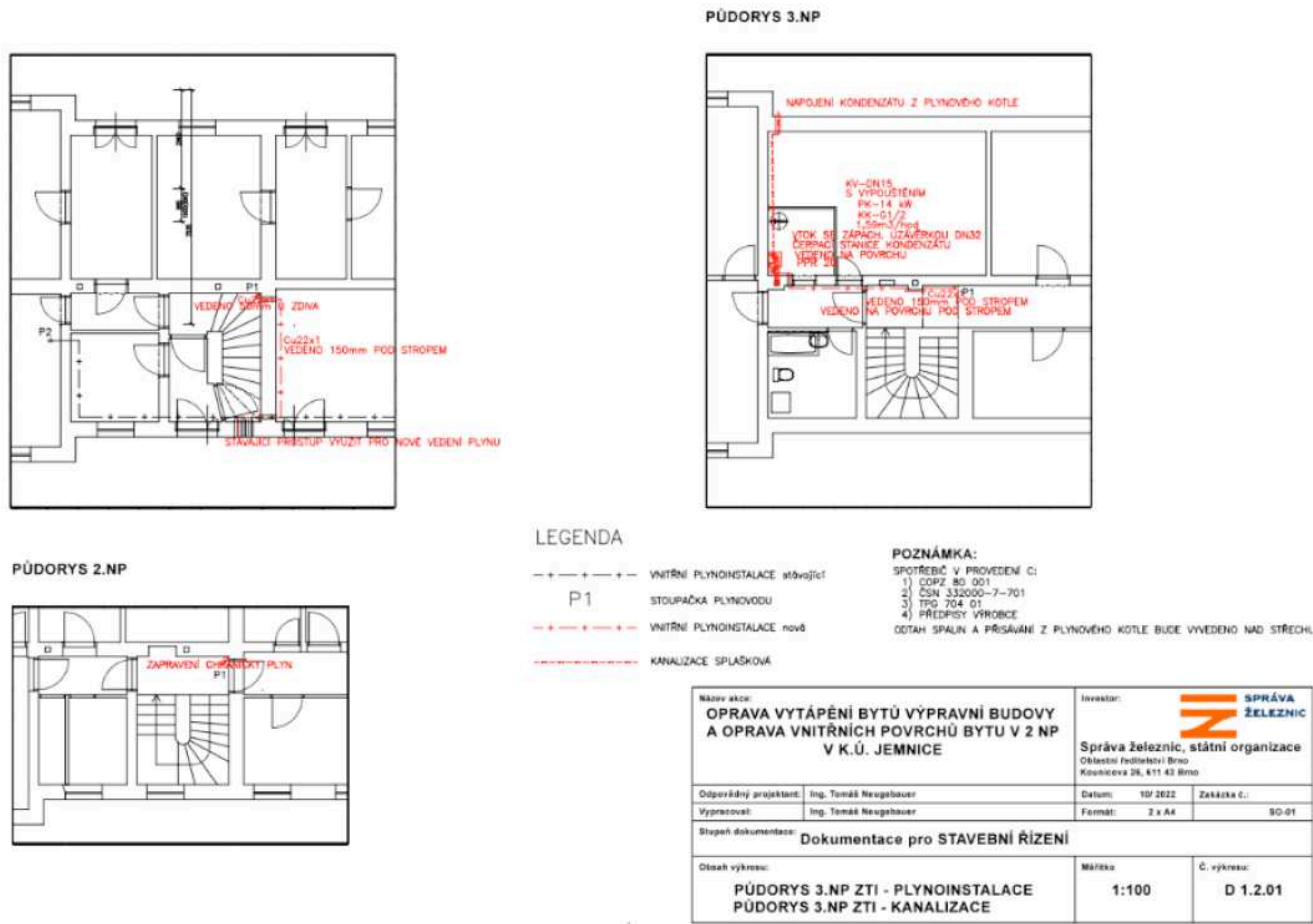 PŮDORYS 3.NP
P1
VEDENO 50mm U ZDIVA
P2
Cu22x1
VEDENO 150mm POD STROPEM
STÁVAJÍCÍ PROSTUP VYUŽÍT PRO NOVÉ VEDENÍ PLYNU
NAPOJENÍ KONDENZÁTU Z PLYNOVÉHO KOTLE
KV-DN15
S VYPOUŠTĚNÍM
PK-14 kW
KK-G1/2
1,59m3/hod
VTOK SE ZÁPACH. UZÁVĚRKOU DN32
ČERPACÍ STANICE KONDENZÁTU
VEDENO NA POVRCHU
PPR 20
Cu22x1
P1
VEDENO 150mm POD STROPEM
VEDENO NA POVRCHU POD STROPEM
PŮDORYS 2.NP
ZAPRAVENÍ CHRÁNIČKY PLYN
P1
LEGENDA
VNITŘNÍ PLYNOINSTALACE stávající
P1 STOUPAČKA PLYNOVODU
VNITŘNÍ PLYNOINSTALACE nová
KANALIZACE SPLAŠKOVÁ
POZNÁMKA:
SPOTŘEBIČ V PROVEDENÍ C:
1) COPZ 80 001
2) ČSN 332000-7-701
3) TPG 704 01
4) PŘEDPISY VÝROBCE
ODTAH SPALIN A PŘISÁVÁNÍ Z PLYNOVÉHO KOTLE BUDE VYVEDENO NAD STŘECHU
Název akce:
OPRAVA VYTÁPĚNÍ BYTŮ VÝPRAVNÍ BUDOVY
A OPRAVA VNITŘNÍCH POVRCHŮ BYTU V 2 NP
V K.Ú. JEMNICE
Investor:
SPRÁVA
ŽELEZNIC
Správa železnic, státní organizace
Oblastní ředitelství Brno
Kounicova 26, 611 43 Brno
Odpovědný projektant: Ing. Tomáš Neugebauer
Datum: 10/ 2022
Zakázka č.:
Vypracoval: Ing. Tomáš Neugebauer
Formát: 2 x A4
SO-01
Stupeň dokumentace: Dokumentace pro STAVEBNÍ ŘÍZENÍ
Obsah výkresu:
PŮDORYS 3.NP ZTI - PLYNOINSTALACE
PŮDORYS 3.NP ZTI - KANALIZACE
Měřítko
1:100
Č. výkresu:
D 1.2.01